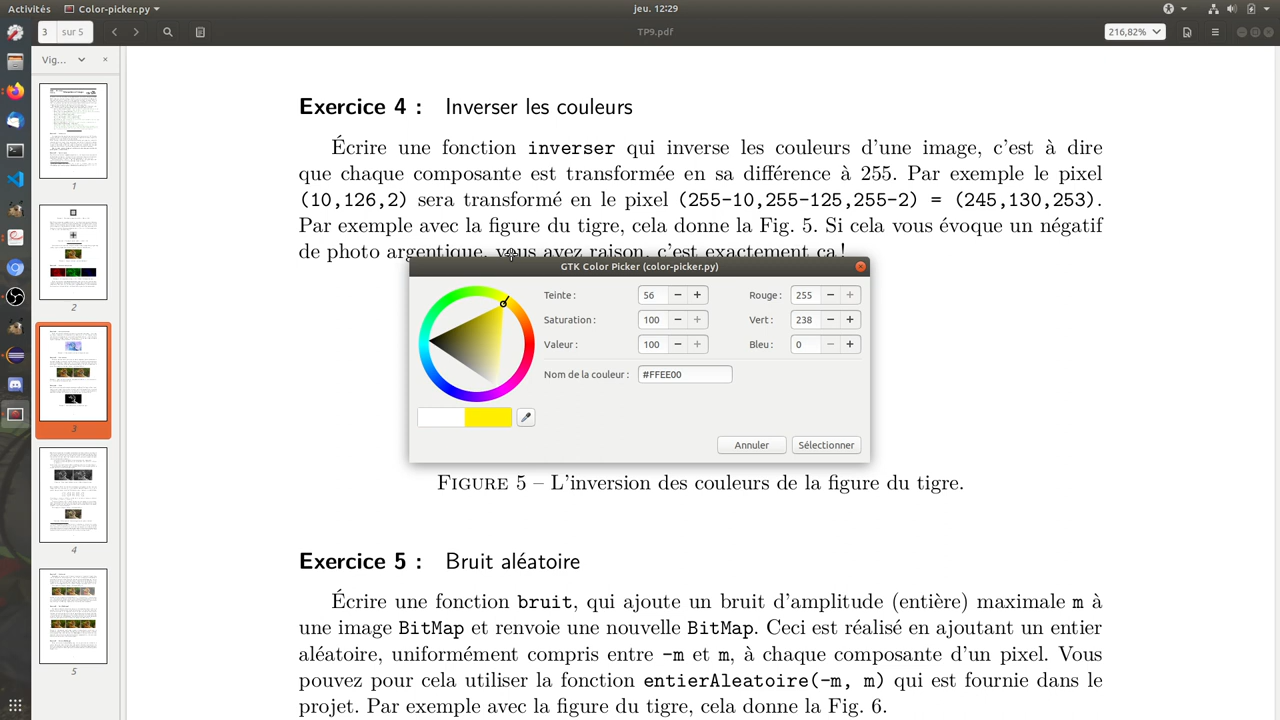 Activités
Color-picker.py
jeu. 12:29
3 sur 5
TP9.pdf
216,82%
Vig...
1
2
3
4
5
Exercice 4 : Inverser les couleurs
Écrire une fonction inverser qui inverse les couleurs d'une image, c'est à dire
que chaque composante est transformée en sa différence à 255. Par exemple le pixel
(10,126,2) sera transformé en le pixel (255-10,255-125,255-2) = (245,130,253).
Par exemple avec la figure du tigre, cela donne la Fig. 5. Si cela vous évoque un négatif
de photo argentique, vous avez raison, c'est exactement ça !
GTK Color Picker (color-picker.py)
Teinte : 56 Rouge : 255
Saturation : 100 Vert : 238
Valeur : 100 Bleu : 0
Nom de la couleur : #FFEE00
Annuler Sélectionner
FIGURE 5 – L'inversion des couleurs de la figure du tigre.
Exercice 5 : Bruit aléatoire
Écrire une fonction bruit, qui ajoute un bruit d'amplitude (entière) maximale m à
une image BitMap et renvoie une nouvelle BitMap. Ceci est réalisé en ajoutant un entier
aléatoire, uniformément compris entre -m et m, à chaque composante d'un pixel. Vous
pouvez pour cela utiliser la fonction entierAleatoire(-m, m) qui est fournie dans le
projet. Par exemple avec la figure du tigre, cela donne la Fig. 6.